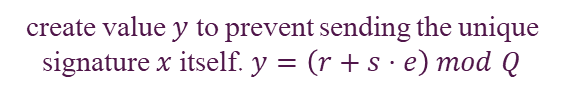 create value y to prevent sending the unique
signature x itself. y = (r + s · e) mod Q